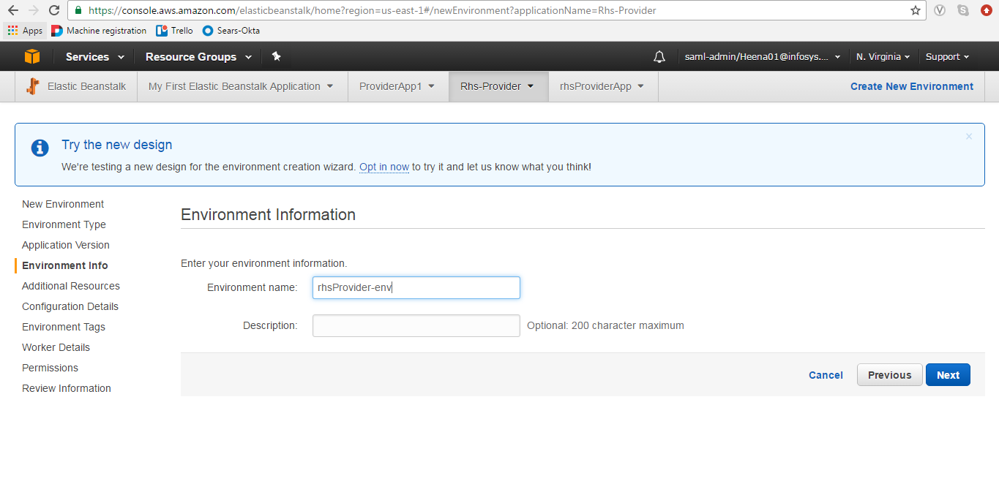 https://console.aws.amazon.com/elasticbeanstalk/home?region=us-east-1#/newEnvironment?applicationName=Rhs-Provider
Apps Machine registration Trello Sears-Okta
Services Resource Groups saml-admin/Heena01@infosys.... N. Virginia Support
Elastic Beanstalk My First Elastic Beanstalk Application ProviderApp1 Rhs-Provider rhsProviderApp Create New Environment
Try the new design
We're testing a new design for the environment creation wizard. Opt in now to try it and let us know what you think!
New Environment
Environment Type
Application Version
Environment Info
Additional Resources
Configuration Details
Environment Tags
Worker Details
Permissions
Review Information
Environment Information
Enter your environment information.
Environment name: rhsProvider-env
Description: Optional: 200 character maximum
Cancel Previous Next